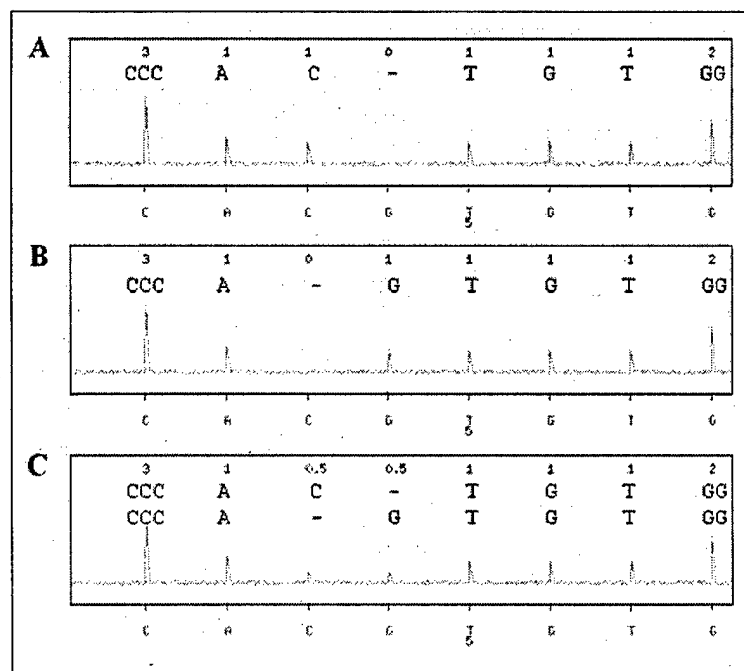 A
3 1 1 0 1 1 1 2
CCC A C - T G T GG
C A C G T G T G
5
B
3 1 0 1 1 1 1 2
CCC A - G T G T GG
C A C G T G T G
5
C
3 1 0.5 0.5 1 1 1 2
CCC A C - T G T GG
CCC A - G T G T GG
C A C G T G T G
5